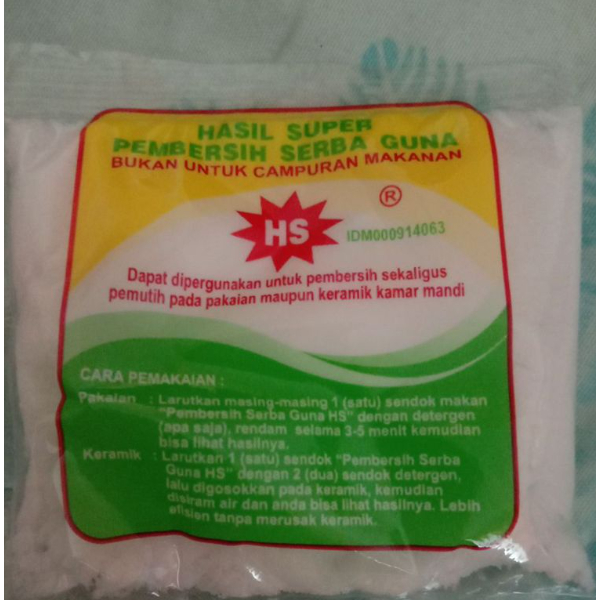 HASIL SUPER
PEMBERSIH SERBA GUNA
BUKAN UNTUK CAMPURAN MAKANAN
®
HS
IDM000914063
Dapat dipergunakan untuk pembersih sekaligus
pemutih pada pakaian maupun keramik kamar mandi
CARA PEMAKAIAN :
Pakaian : Larutkan masing-masing 1 (satu) sendok makan
"Pembersih Serba Guna HS" dengan detergen
(apa saja), rendam selama 3-5 menit kemudian
bisa lihat hasilnya.
Keramik : Larutkan 1 (satu) sendok "Pembersih Serba
Guna HS" dengan 2 (dua) sendok detergen,
lalu digosokkan pada keramik, kemudian
disiram air dan anda bisa lihat hasilnya. Lebih
efisien tanpa merusak keramik.